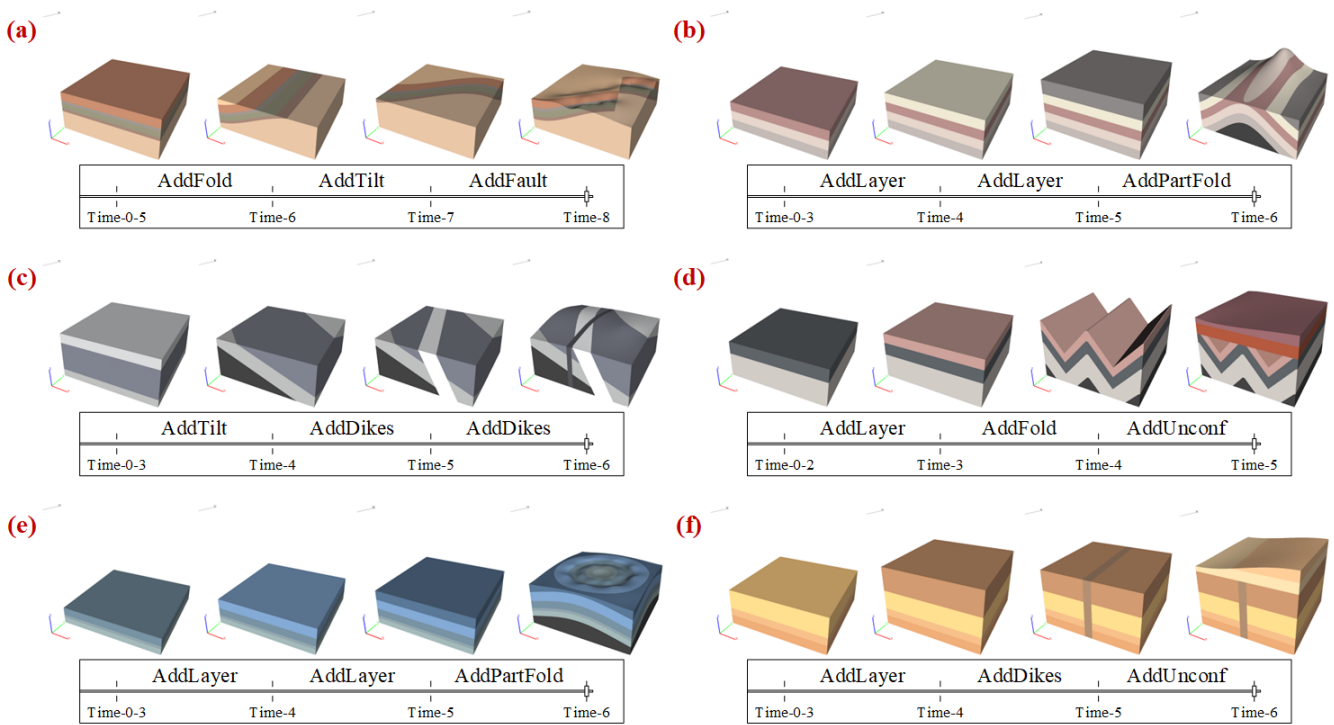 (a)
AddFold AddTilt AddFault
Time-0-5 Time-6 Time-7 Time-8
(b)
AddLayer AddLayer AddPartFold
Time-0-3 Time-4 Time-5 Time-6
(c)
AddTilt AddDikes AddDikes
Time-0-3 Time-4 Time-5 Time-6
(d)
AddLayer AddFold AddUnconf
Time-0-2 Time-3 Time-4 Time-5
(e)
AddLayer AddLayer AddPartFold
Time-0-3 Time-4 Time-5 Time-6
(f)
AddLayer AddDikes AddUnconf
Time-0-3 Time-4 Time-5 Time-6